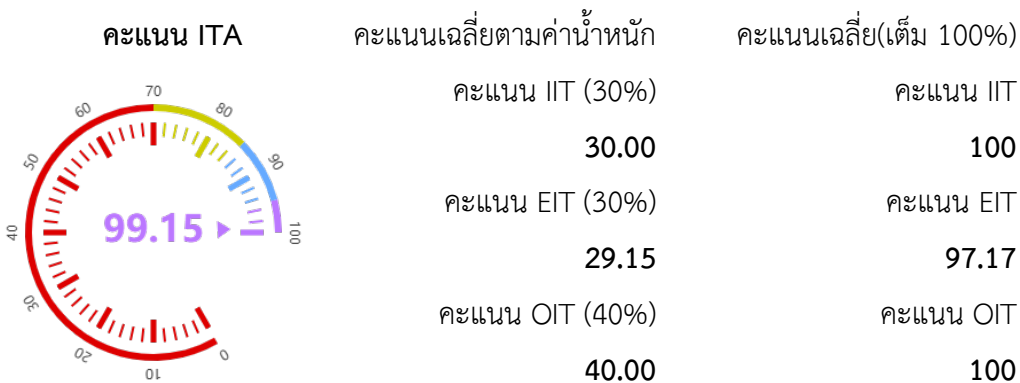 คะแนน ITA
คะแนนเฉลี่ยตามค่าน้ำหนัก
คะแนนเฉลี่ย(เต็ม 100%)
คะแนน IIT (30%)
คะแนน IIT
30.00
100
คะแนน EIT (30%)
คะแนน EIT
29.15
97.17
คะแนน OIT (40%)
คะแนน OIT
40.00
100
0
10
20
30
40
50
60
70
80
90
100
99.15